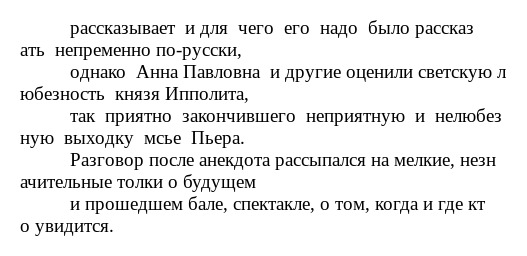 рассказывает и для чего его надо было рассказ
ать непременно по-русски,
однако Анна Павловна и другие оценили светскую л
юбезность князя Ипполита,
так приятно закончившего неприятную и нелюбез
ную выходку мсье Пьера.
Разговор после анекдота рассыпался на мелкие, незн
ачительные толки о будущем
и прошедшем бале, спектакле, о том, когда и где кт
о увидится.